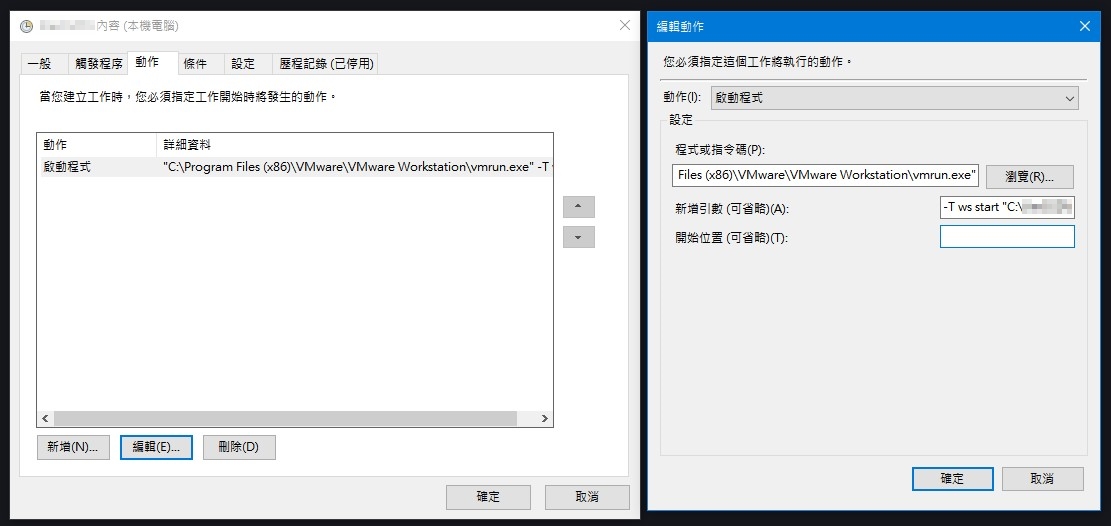 內容 (本機電腦)
一般 觸發程序 動作 條件 設定 歷程記錄 (已停用)
當您建立工作時，您必須指定工作開始時將發生的動作。
動作 詳細資料
啟動程式 "C:\Program Files (x86)\VMware\VMware Workstation\vmrun.exe" -T
新增(N)... 編輯(E)... 刪除(D)
確定 取消
編輯動作
您必須指定這個工作將執行的動作。
動作(I): 啟動程式
設定
程式或指令碼(P):
Files (x86)\VMware\VMware Workstation\vmrun.exe" 瀏覽(R)...
新增引數 (可省略)(A): -T ws start "C:\
開始位置 (可省略)(T):
確定 取消